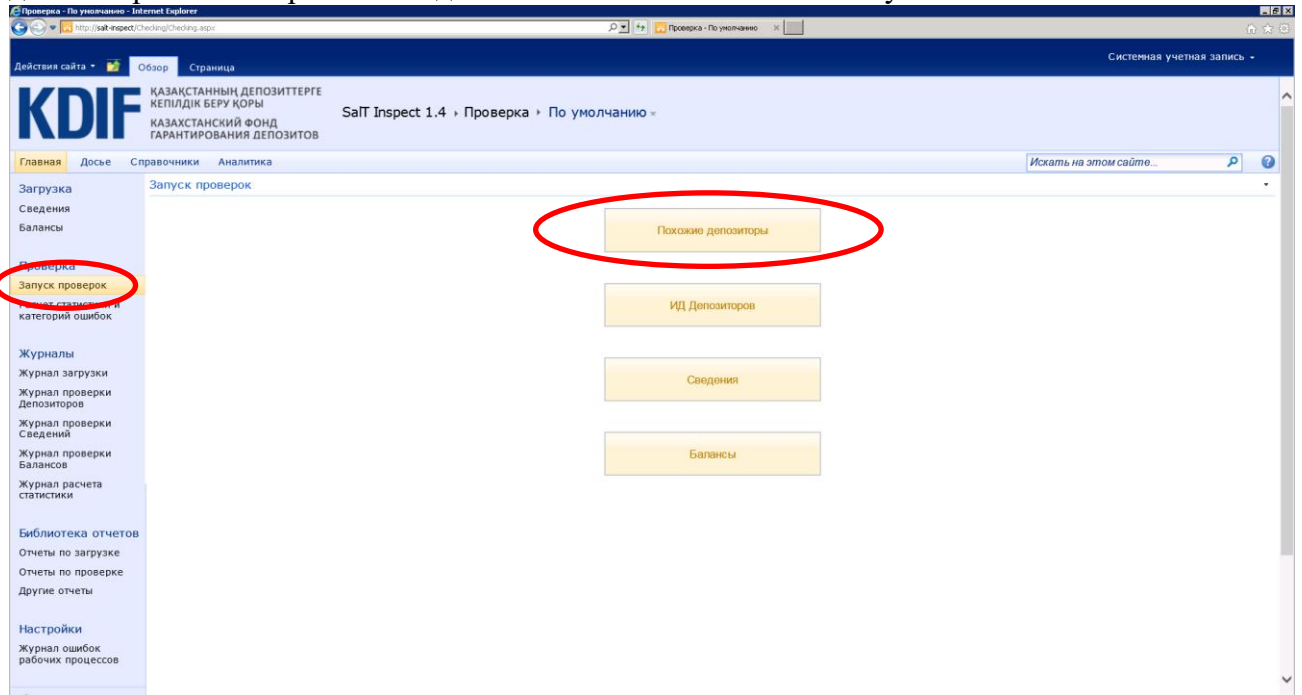 Проверка - По умолчанию - Internet Explorer
http://salt-inspect/Checking/Checking.aspx
Проверка - По умолчанию
Действия сайта
Обзор
Страница
Системная учетная запись
KDIF
ҚАЗАҚСТАННЫҢ ДЕПОЗИТТЕРГЕ
КЕПІЛДІК БЕРУ ҚОРЫ
КАЗАХСТАНСКИЙ ФОНД
ГАРАНТИРОВАНИЯ ДЕПОЗИТОВ
SaIT Inspect 1.4 › Проверка › По умолчанию
Главная
Досье
Справочники
Аналитика
Искать на этом сайте...
Загрузка
Сведения
Балансы
Проверка
Запуск проверок
категорий ошибок
Журналы
Журнал загрузки
Журнал проверки
Депозиторов
Журнал проверки
Сведений
Журнал проверки
Балансов
Журнал расчета
статистики
Библиотека отчетов
Отчеты по загрузке
Отчеты по проверке
Другие отчеты
Настройки
Журнал ошибок
рабочих процессов
Запуск проверок
Похожие депозиторы
ИД Депозиторов
Сведения
Балансы